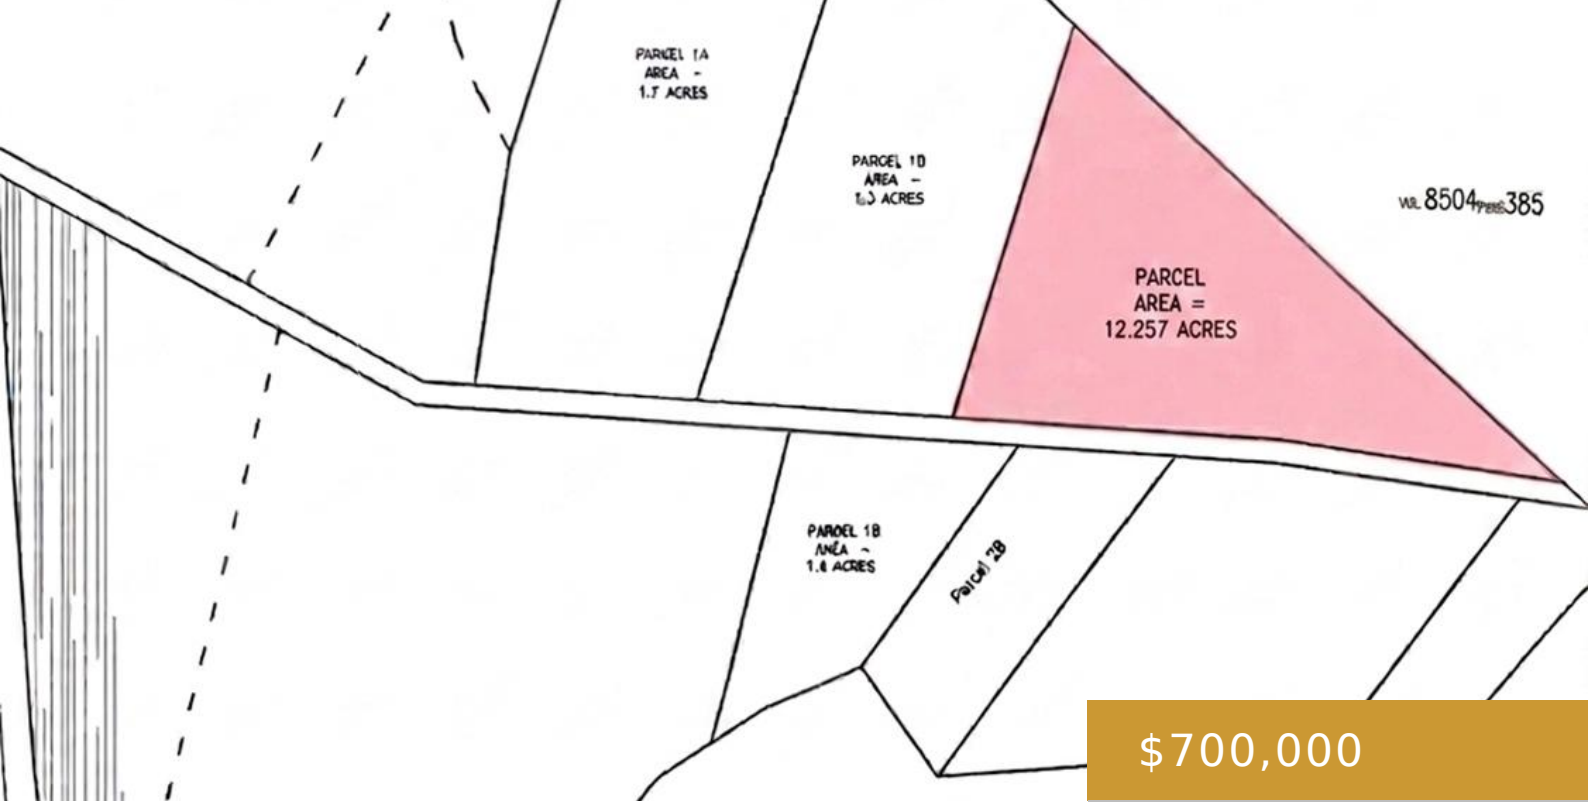 PARCEL 1A
AREA -
ACRES
PARCEL 1D
AREA -
ACRES
8504 385
PARCEL
AREA =
12.257 ACRES
PARCEL 1B
AREA -
ACRES
Parcel 2B
$700,000